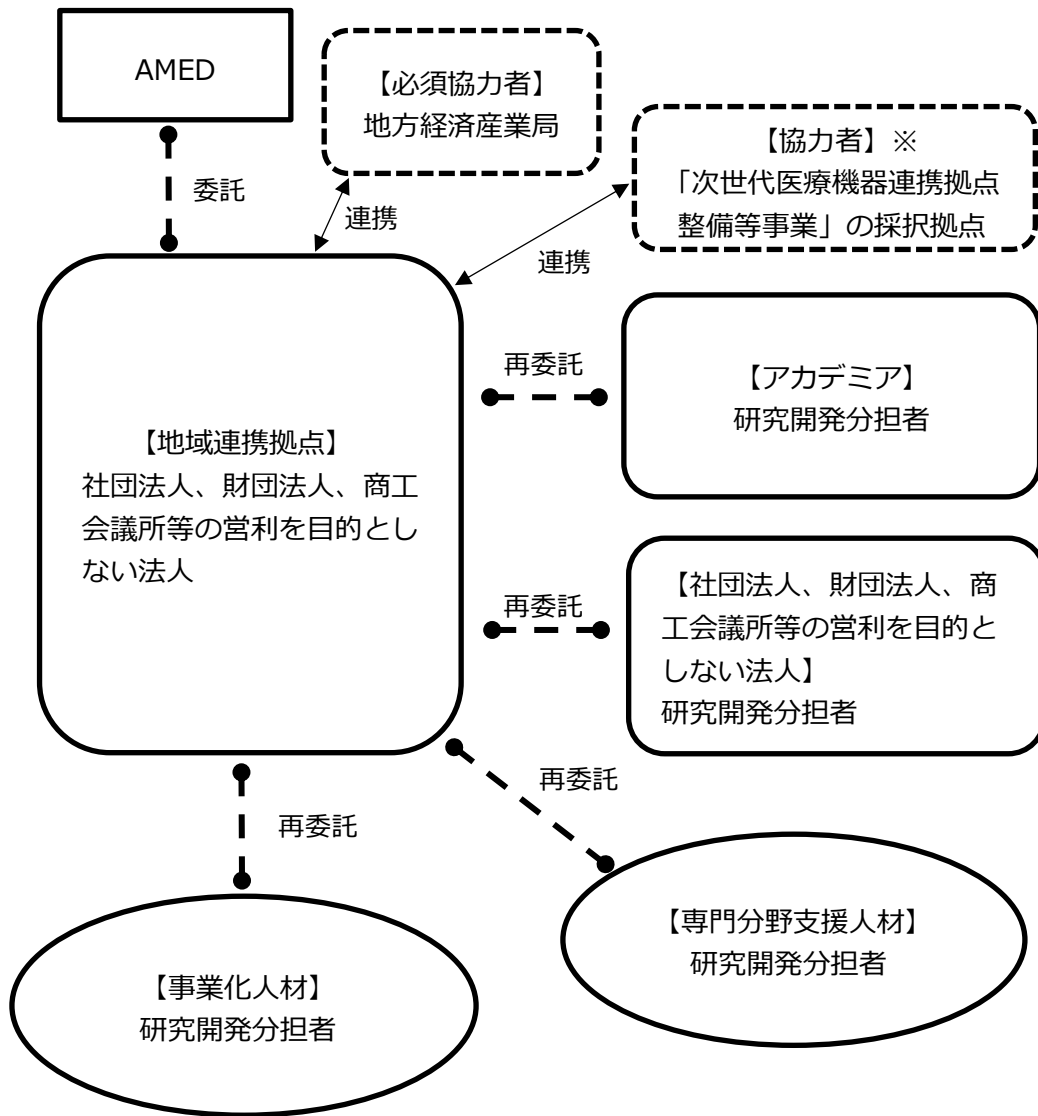 AMED
【必須協力者】
地方経済産業局
【協力者】※
「次世代医療機器連携拠点
整備等事業」の採択拠点
委託
連携
連携
【地域連携拠点】
社団法人、財団法人、商工
会議所等の営利を目的とし
ない法人
再委託
【アカデミア】
研究開発分担者
再委託
【社団法人、財団法人、商
工会議所等の営利を目的と
しない法人】
研究開発分担者
再委託
再委託
【専門分野支援人材】
研究開発分担者
【事業化人材】
研究開発分担者